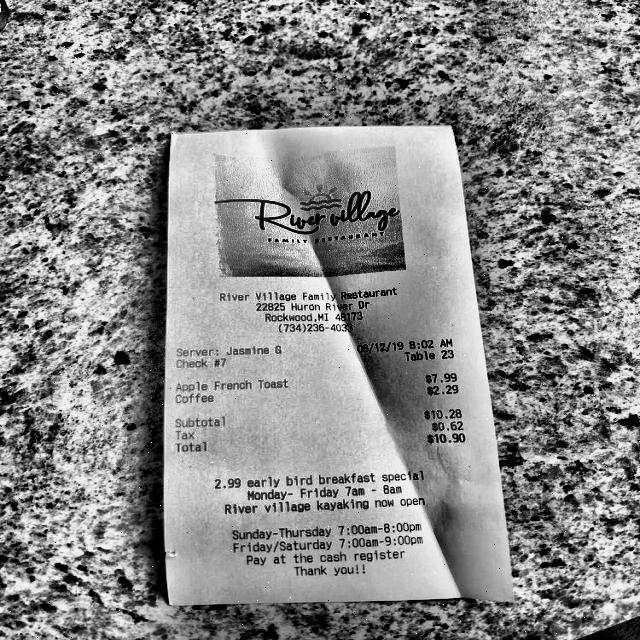 River village
FAMILY RESTAURANT
River Village Family Restaurant
22825 Huron River Dr
Rockwood,MI 48173
(734)236-4033
Server: Jasmine G 08/12/19 8:02 AM
Check #7 Table 23
Apple French Toast $7.99
Coffee $2.29
Subtotal $10.28
Tax $0.62
Total $10.90
2.99 early bird breakfast special
Monday- Friday 7am - 8am
River village kayaking now open
Sunday-Thursday 7:00am-8:00pm
Friday/Saturday 7:00am-9:00pm
Pay at the cash register
Thank you!!